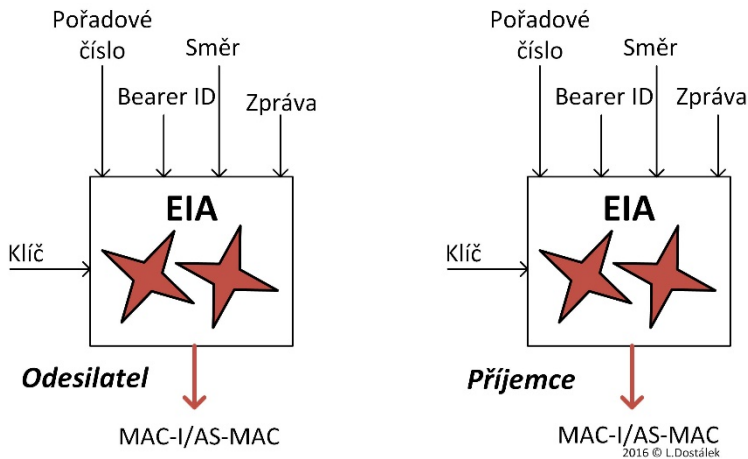 Pořadové
číslo
Směr
Bearer ID
Zpráva
EIA
Klíč
Odesilatel
MAC-I/AS-MAC
Pořadové
číslo
Směr
Bearer ID
Zpráva
EIA
Klíč
Příjemce
MAC-I/AS-MAC
2016 © L.Dostálek